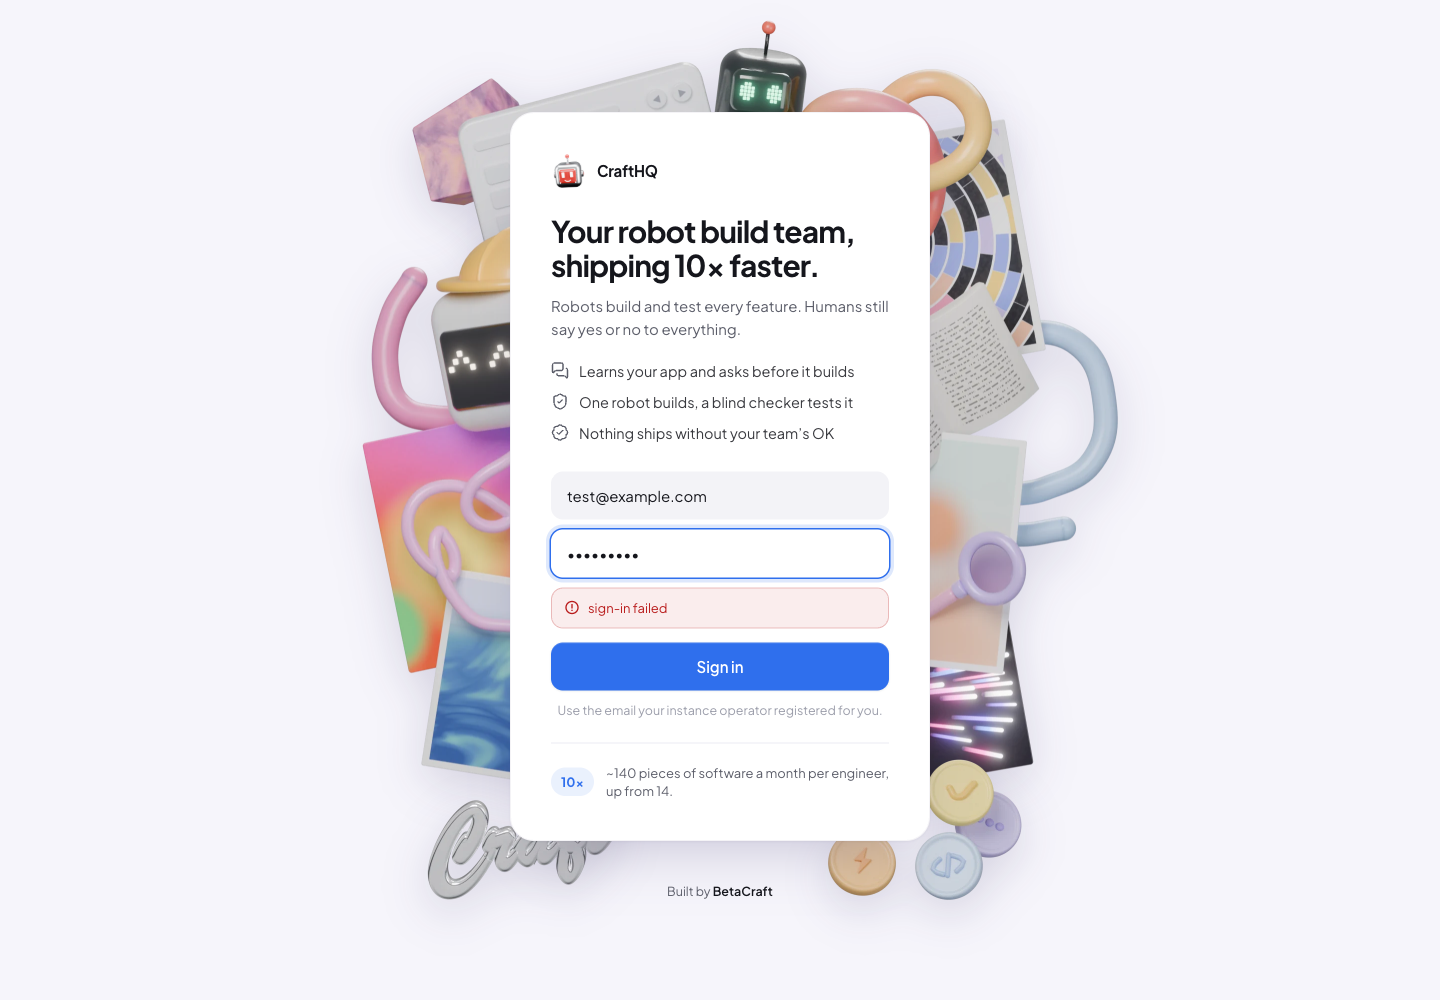 CraftHQ
Your robot build team,
shipping 10× faster.
Robots build and test every feature. Humans still
say yes or no to everything.
Learns your app and asks before it builds
One robot builds, a blind checker tests it
Nothing ships without your team's OK
test@example.com
•••••••••
sign-in failed
Sign in
Use the email your instance operator registered for you.
10×
~140 pieces of software a month per engineer,
up from 14.
Craft
Built by BetaCraft